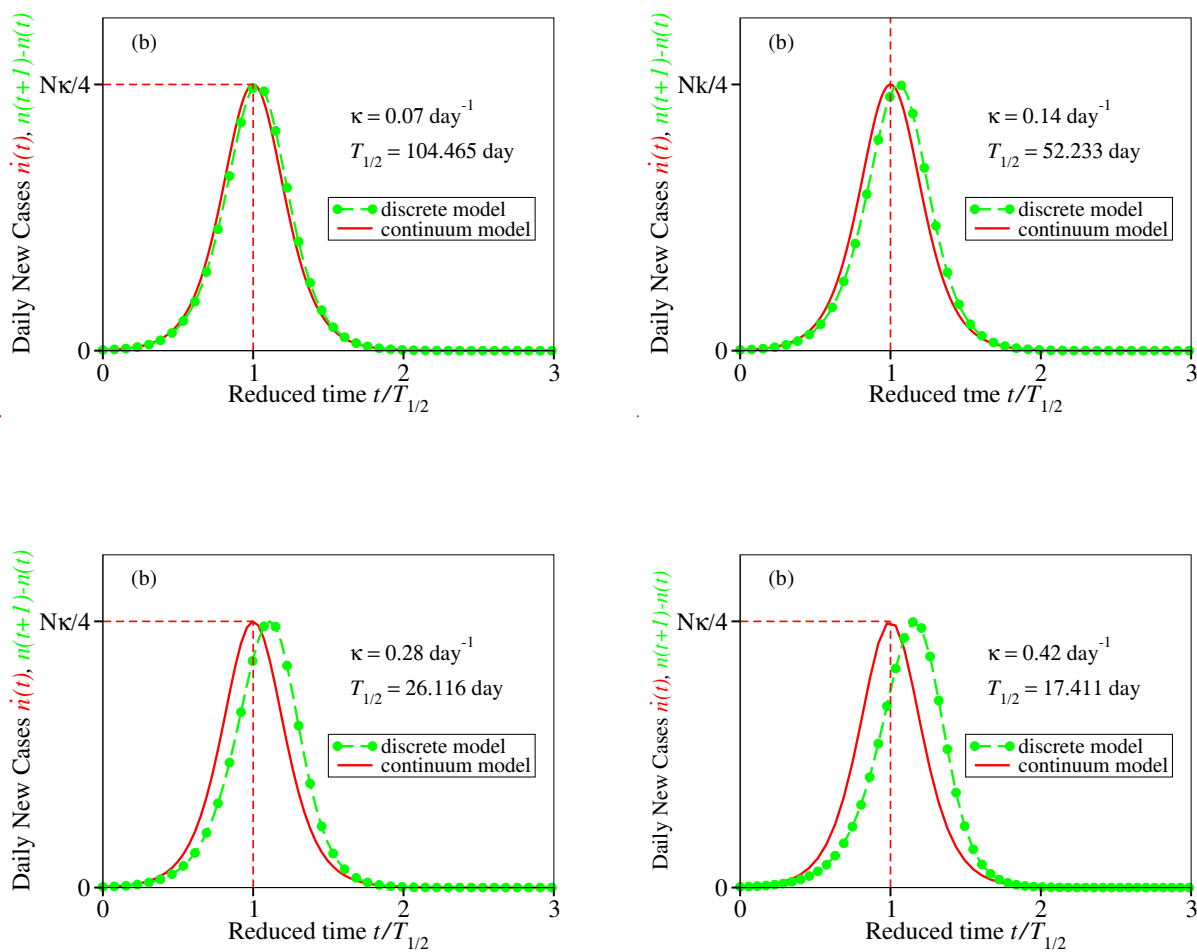 (b)
Daily New Cases ṅ(t), n(t+1)-n(t)
Nκ/4
0
κ = 0.07 day⁻¹
T1/2 = 104.465 day
discrete model
continuum model
0 1 2 3
Reduced time t/T1/2
(b)
Daily New Cases ṅ(t), n(t+1)-n(t)
Nk/4
0
κ = 0.14 day⁻¹
T1/2 = 52.233 day
discrete model
continuum model
0 1 2 3
Reduced tme t/T1/2
(b)
Daily New Cases ṅ(t), n(t+1)-n(t)
Nκ/4
0
κ = 0.28 day⁻¹
T1/2 = 26.116 day
discrete model
continuum model
0 1 2 3
Reduced time t/T1/2
(b)
Daily New Cases ṅ(t), n(t+1)-n(t)
Nκ/4
0
κ = 0.42 day⁻¹
T1/2 = 17.411 day
discrete model
continuum model
0 1 2 3
Reduced time t/T1/2